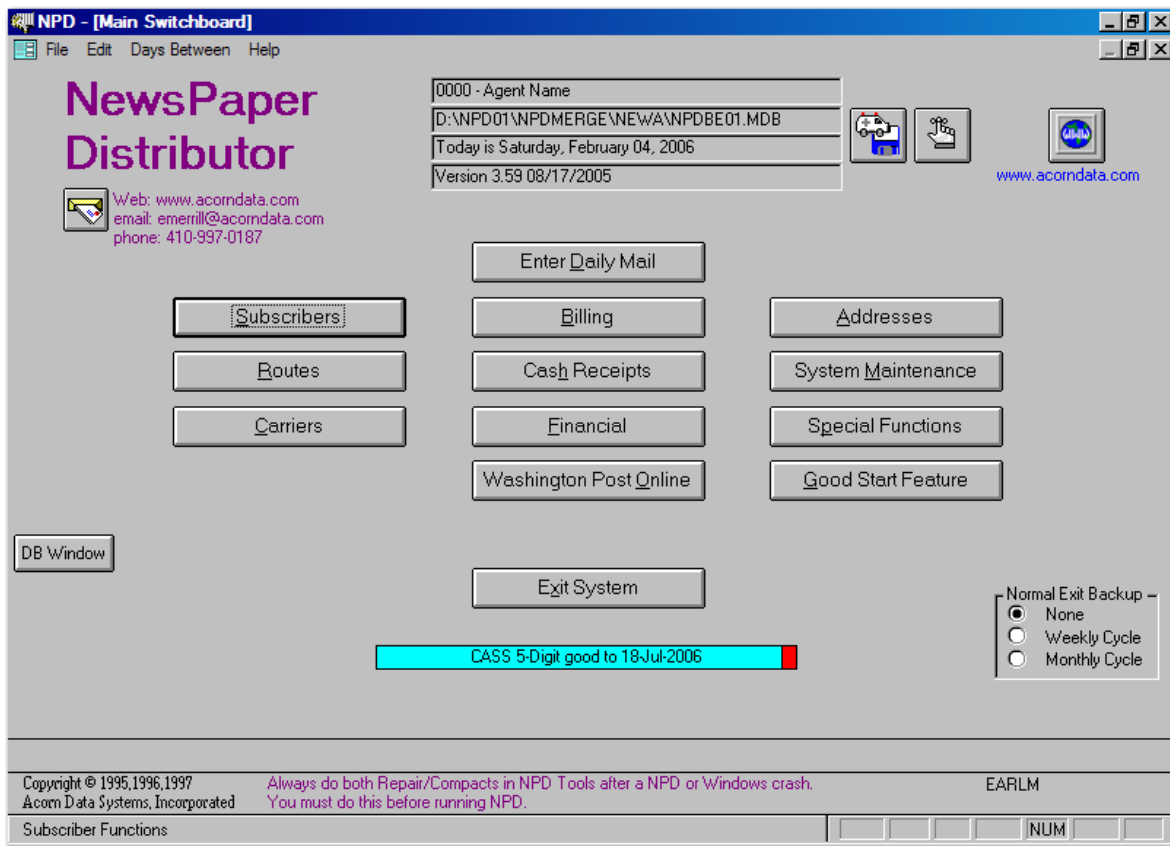 NPD - [Main Switchboard]
File Edit Days Between Help
NewsPaper
Distributor
0000 - Agent Name
D:\NPD01\NPDMERGE\NEWA\NPDBE01.MDB
Today is Saturday, February 04, 2006
Version 3.59 08/17/2005
WWW
www.acorndata.com
Web: www.acorndata.com
email: emerrill@acorndata.com
phone: 410-997-0187
Enter Daily Mail
Subscribers
Billing
Addresses
Routes
Cash Receipts
System Maintenance
Carriers
Financial
Special Functions
Washington Post Online
Good Start Feature
DB Window
Exit System
Normal Exit Backup
None
Weekly Cycle
Monthly Cycle
CASS 5-Digit good to 18-Jul-2006
Copyright © 1995,1996,1997
Acorn Data Systems, Incorporated
Always do both Repair/Compacts in NPD Tools after a NPD or Windows crash.
You must do this before running NPD.
EARLM
Subscriber Functions
NUM